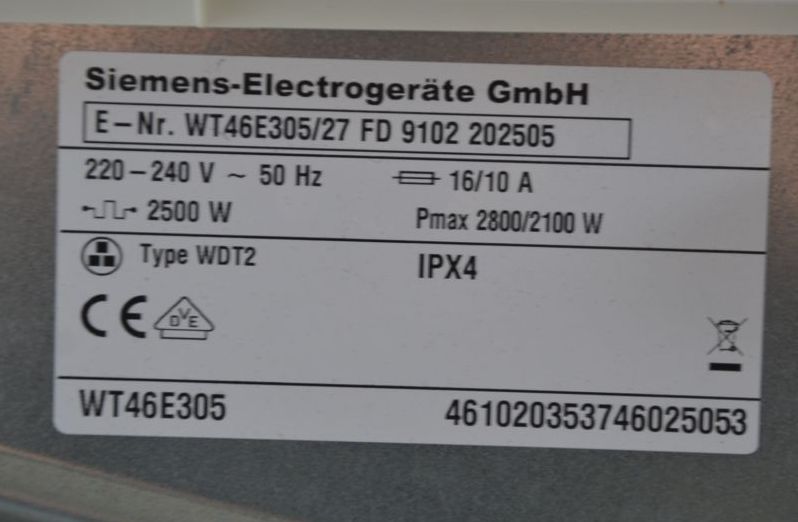 Siemens-Electrogeräte GmbH
E–Nr. WT46E305/27 FD 9102 202505
220–240 V ~ 50 Hz 16/10 A
2500 W Pmax 2800/2100 W
Type WDT2 IPX4
CE DVE
WT46E305 461020353746025053